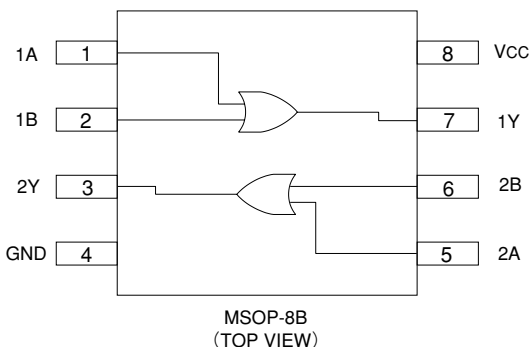 1A 1 8 VCC
1B 2 7 1Y
2Y 3 6 2B
GND 4 5 2A
MSOP-8B
（TOP VIEW）